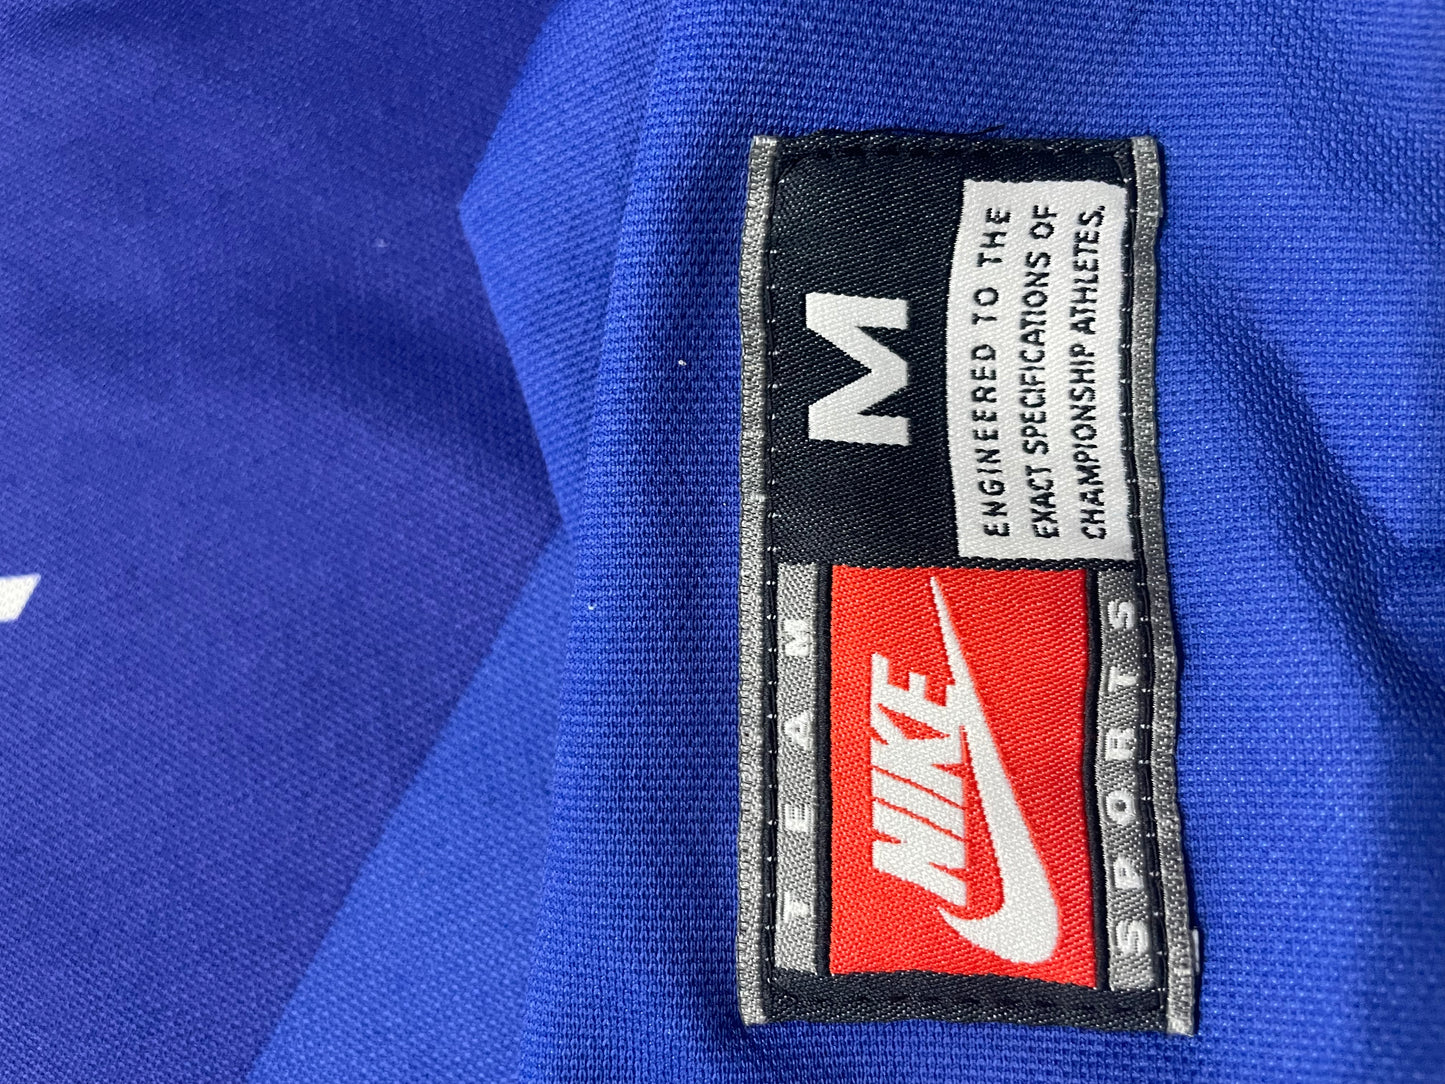 TEAM
NIKE
SPORTS
M
ENGINEERED TO THE
EXACT SPECIFICATIONS OF
CHAMPIONSHIP ATHLETES.